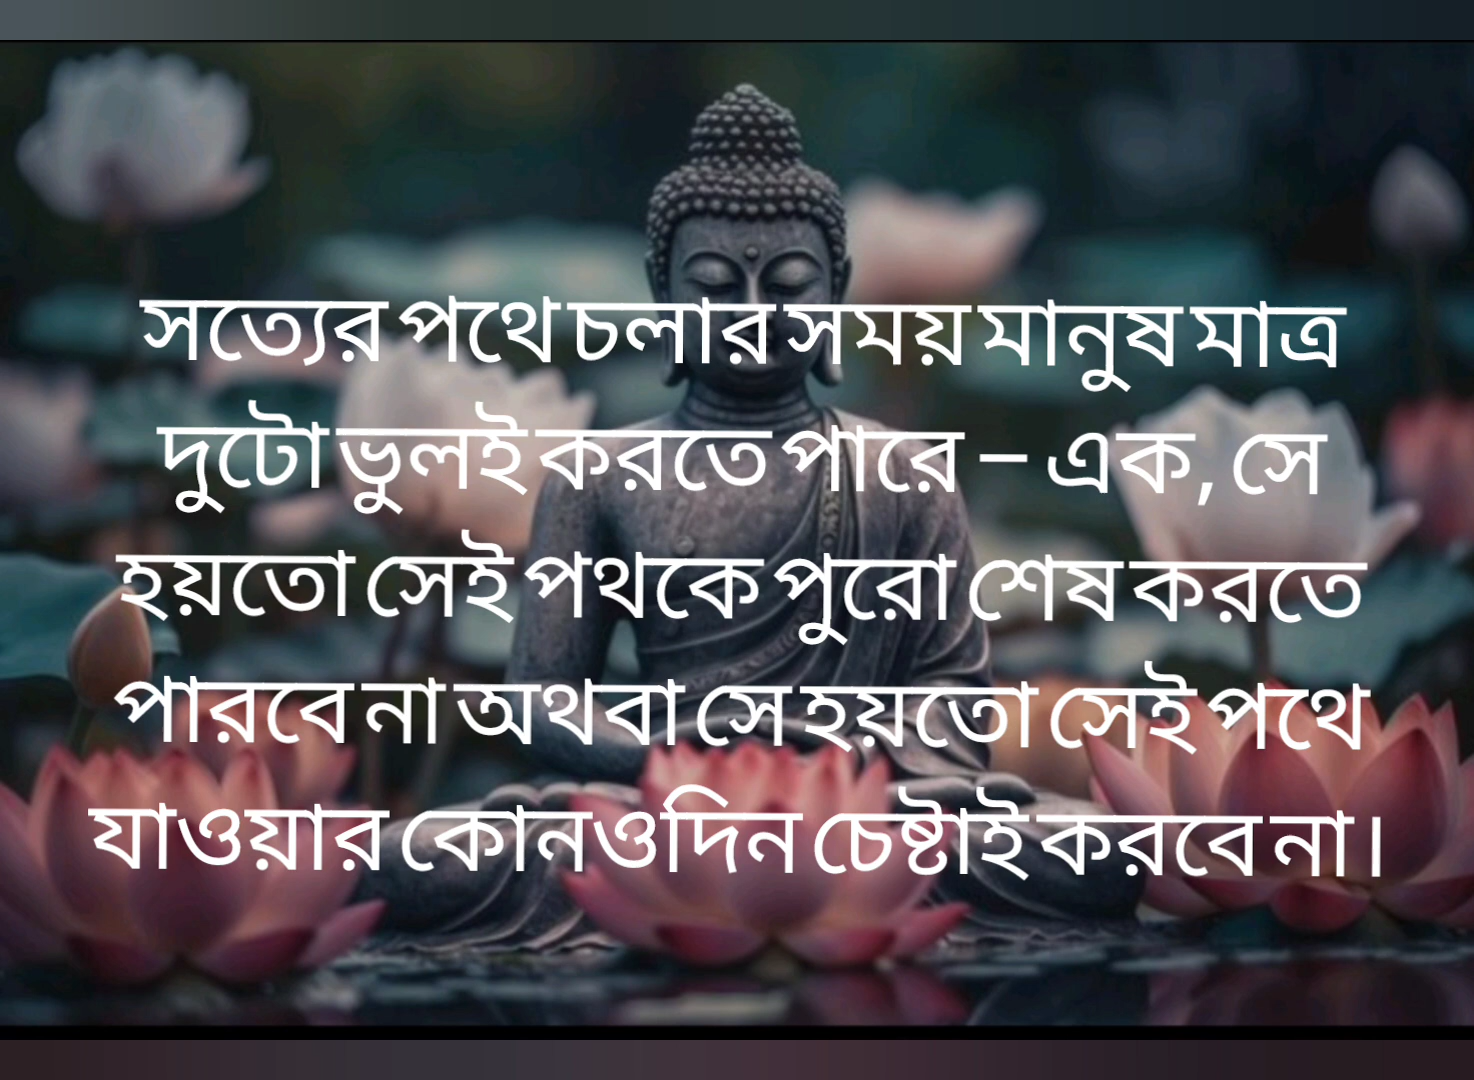 সত্যের পথে চলার সময় মানুষ মাত্র
দুটো ভুলই করতে পারে – এক, সে
হয়তো সেই পথকে পুরো শেষ করতে
পারবে না অথবা সে হয়তো সেই পথে
যাওয়ার কোনওদিন চেষ্টাই করবে না।